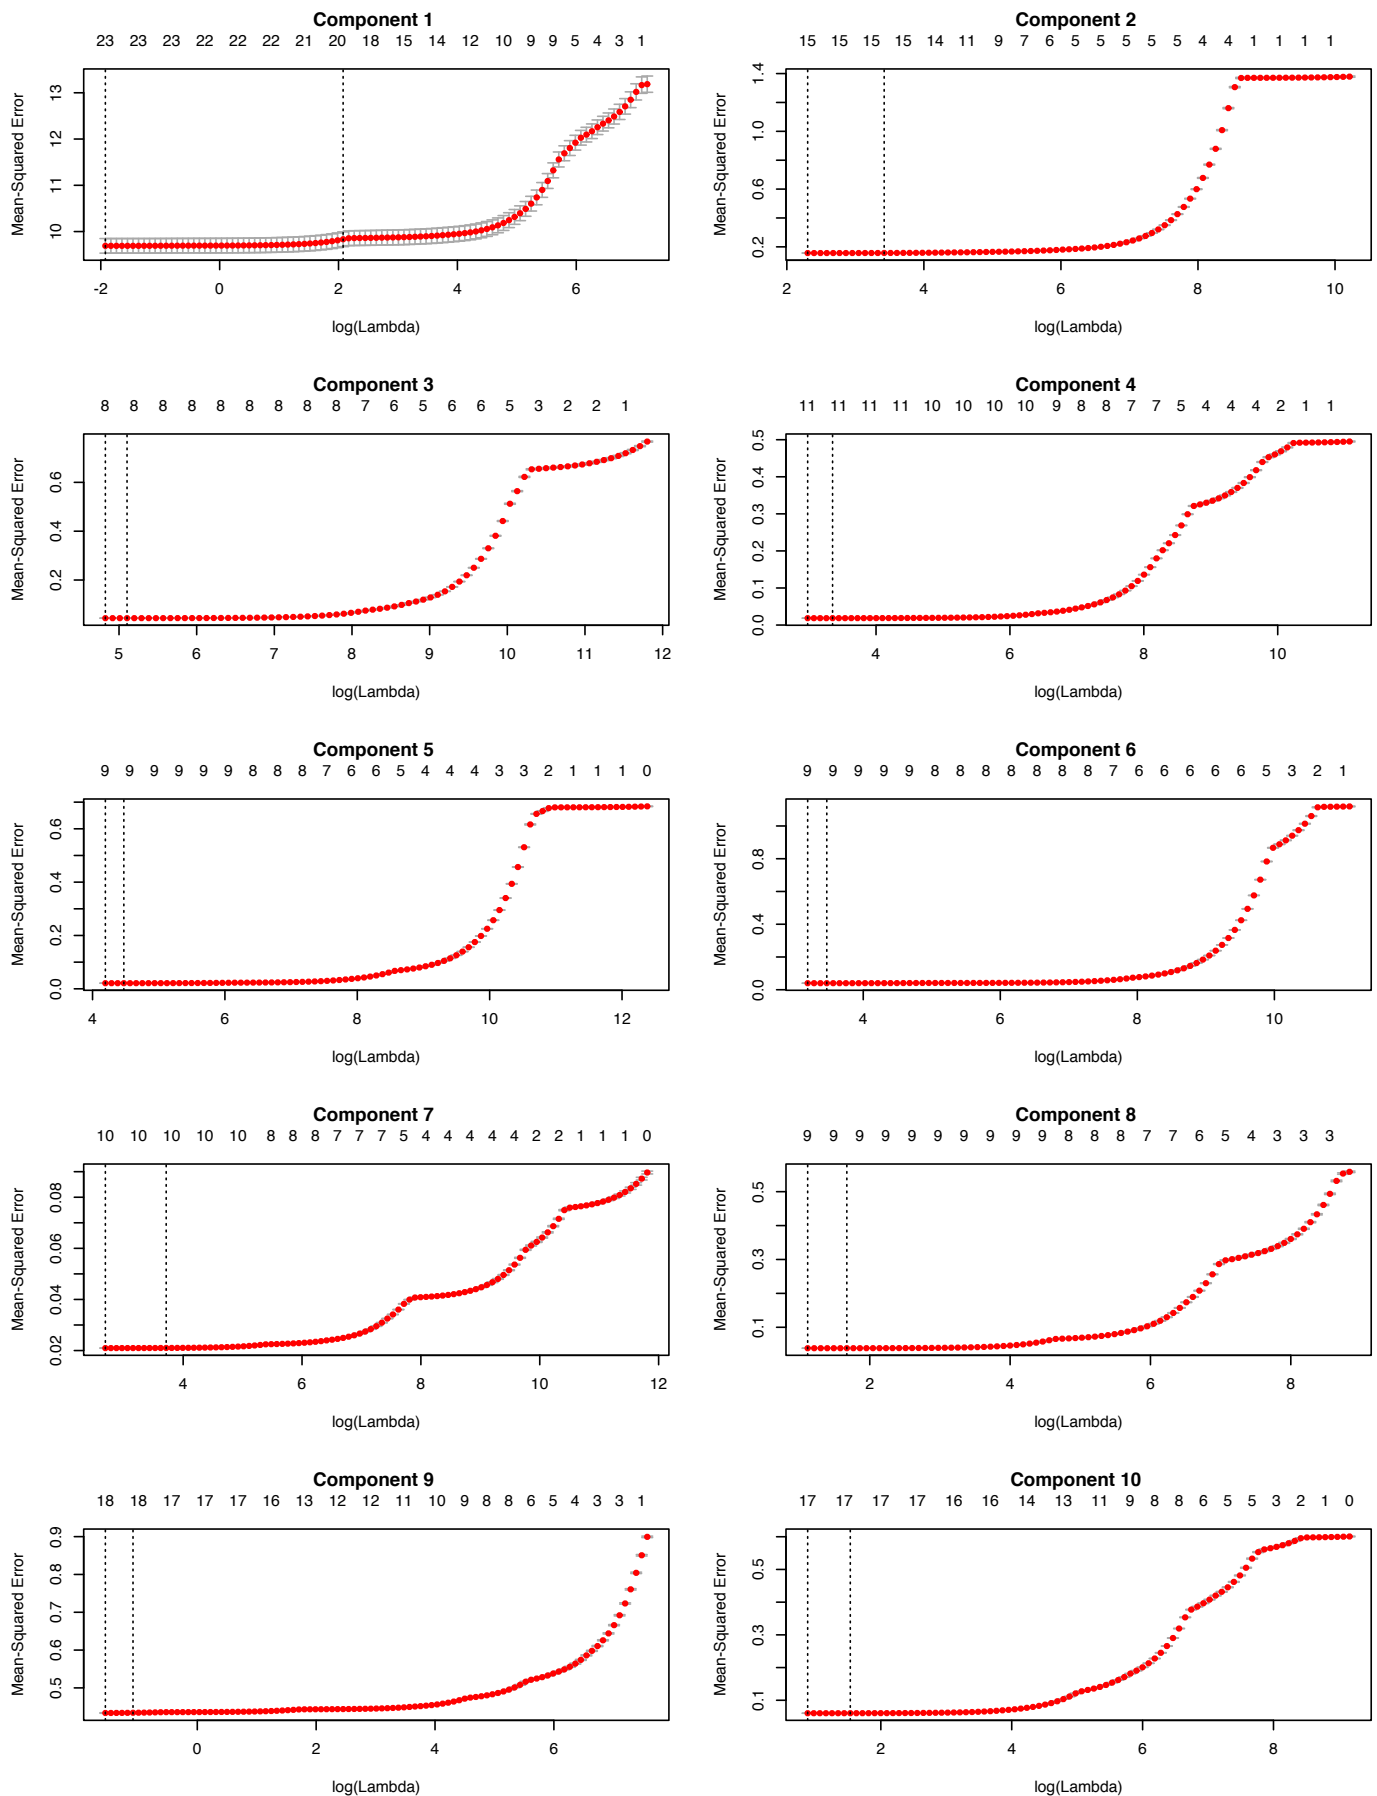 Component 1
23 23 23 22 22 22 21 20 18 15 14 12 10 9 9 5 4 3 1
Mean-Squared Error
10 11 12 13
-2 0 2 4 6
log(Lambda)
Component 2
15 15 15 15 14 11 9 7 6 5 5 5 5 5 4 4 1 1 1 1
Mean-Squared Error
0.2 0.6 1.0 1.4
2 4 6 8 10
log(Lambda)
Component 3
8 8 8 8 8 8 8 8 8 7 6 5 6 6 5 3 2 2 1
Mean-Squared Error
0.2 0.4 0.6
5 6 7 8 9 10 11 12
log(Lambda)
Component 4
11 11 11 11 10 10 10 10 9 8 8 7 7 5 4 4 4 2 1 1
Mean-Squared Error
0.0 0.1 0.2 0.3 0.4 0.5
4 6 8 10
log(Lambda)
Component 5
9 9 9 9 9 9 8 8 8 7 6 6 5 4 4 4 3 3 2 1 1 1 0
Mean-Squared Error
0.0 0.2 0.4 0.6
4 6 8 10 12
log(Lambda)
Component 6
9 9 9 9 9 8 8 8 8 8 8 8 7 6 6 6 6 6 5 3 2 1
Mean-Squared Error
0.0 0.4 0.8
4 6 8 10
log(Lambda)
Component 7
10 10 10 10 10 8 8 8 7 7 7 5 4 4 4 4 4 2 2 1 1 1 0
Mean-Squared Error
0.02 0.04 0.06 0.08
4 6 8 10 12
log(Lambda)
Component 8
9 9 9 9 9 9 9 9 9 9 8 8 8 7 7 6 5 4 3 3 3
Mean-Squared Error
0.1 0.3 0.5
2 4 6 8
log(Lambda)
Component 9
18 18 17 17 17 16 13 12 12 11 10 9 8 8 6 5 4 3 3 1
Mean-Squared Error
0.5 0.6 0.7 0.8 0.9
0 2 4 6
log(Lambda)
Component 10
17 17 17 17 16 16 14 13 11 9 8 8 6 5 5 3 2 1 0
Mean-Squared Error
0.1 0.3 0.5
2 4 6 8
log(Lambda)